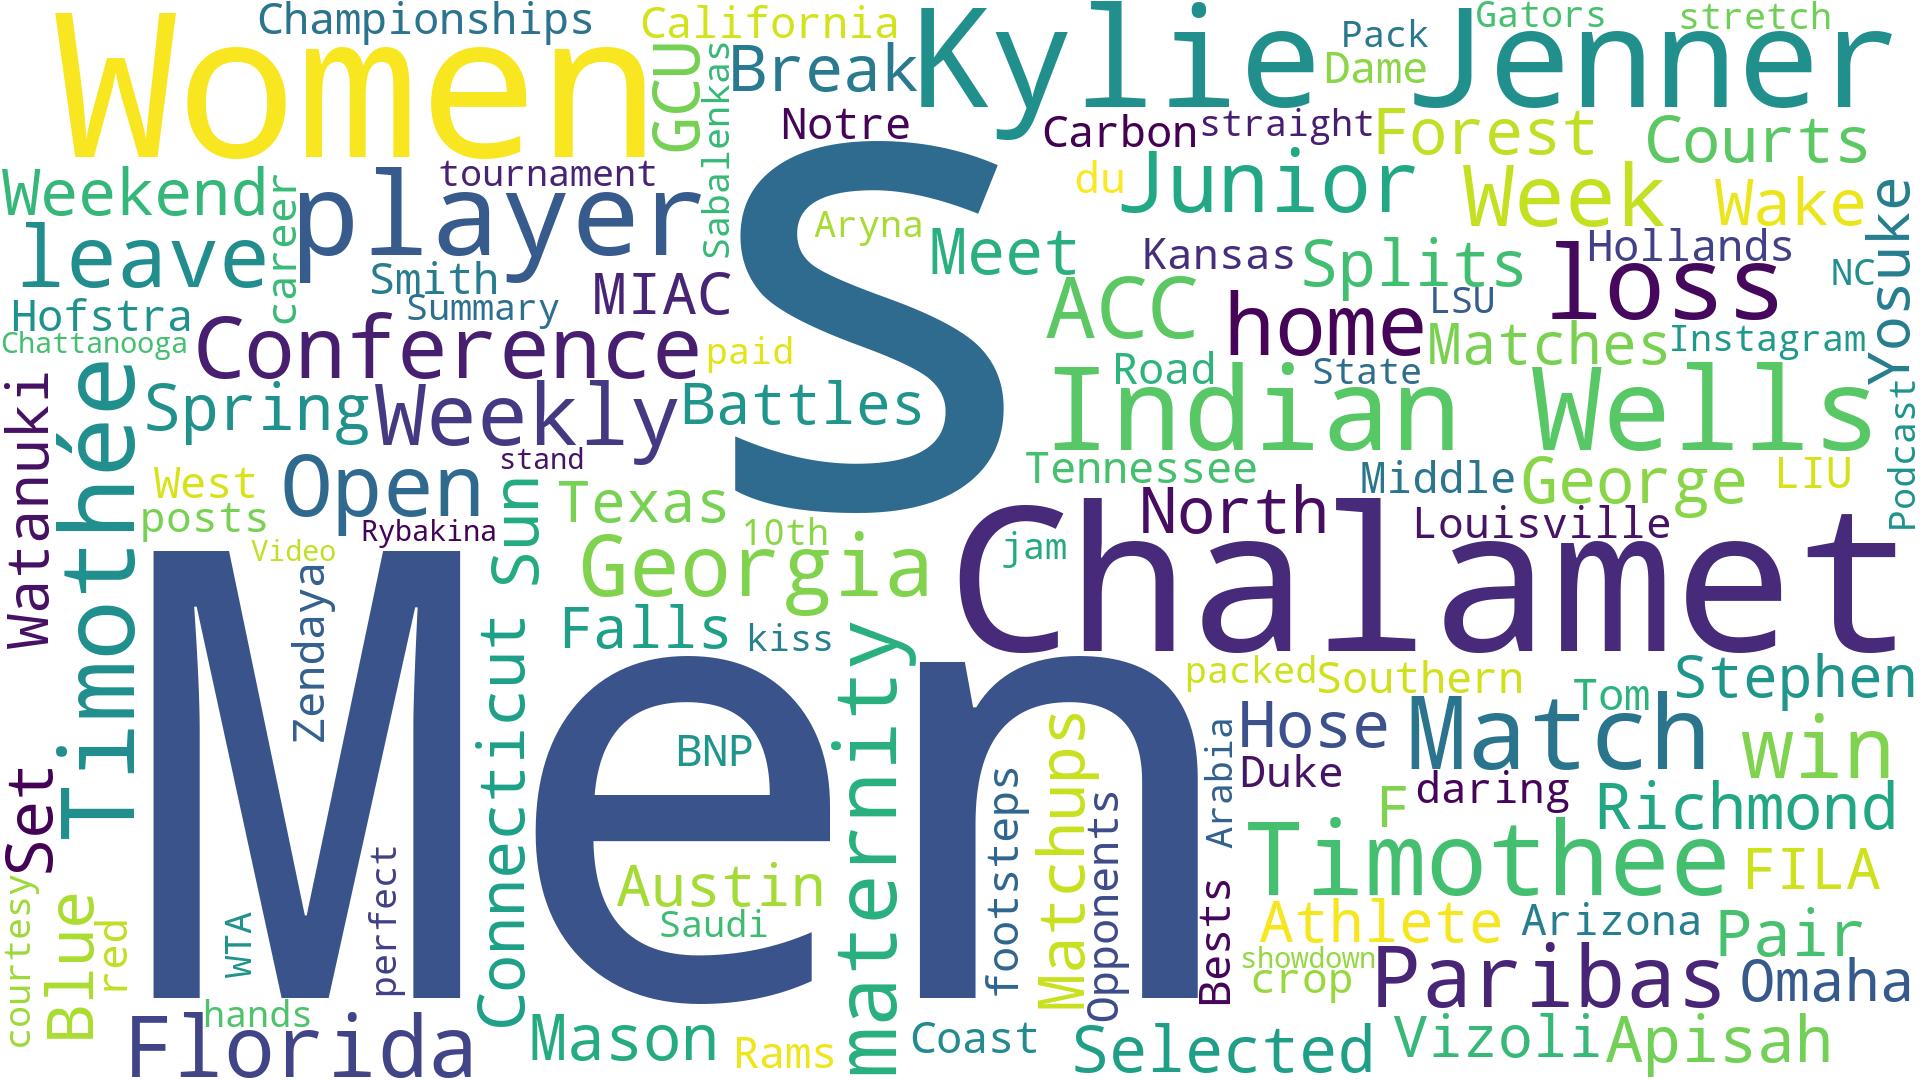 Championships
California
Kylie
Jenner
Gators
stretch
Women
GCU
Sabalenkas
Break
Pack
Dame
Notre
Carbon
straight
Forest
Courts
Weekend
career
player
tournament
S
Aryna
du
Junior
Week
Wake
Yosuke
leave
Smith
Summary
MIAC
Meet
Kansas
Splits
Hollands
loss
NC
Hofstra
Chattanooga
Conference
paid
ACC
home
LSU
Matches
Instagram
Road
State
Watanuki
Timothée
Spring
Weekly
Battles
Indian Wells
Podcast
West
posts
Open
stand
Rybakina
Connecticut Sun
Texas
10th
Tennessee
Middle
George
LIU
North
Louisville
Video
Zendaya
Georgia
jam
Chalamet
Men
Falls
kiss
maternity
packed
Southern
Tom
Stephen
BNP
Matchups
Arabia
Hose
Match
win
Set
Duke
daring
footsteps
Opponents
F
Richmond
perfect
Austin
Saudi
Timothee
FILA
courtesy
Blue
red
WTA
Bests
Athlete
Arizona
Pair
showdown
crop
Paribas
Omaha
hands
Florida
Mason
Rams
Coast
Selected
Vizoli
Apisah